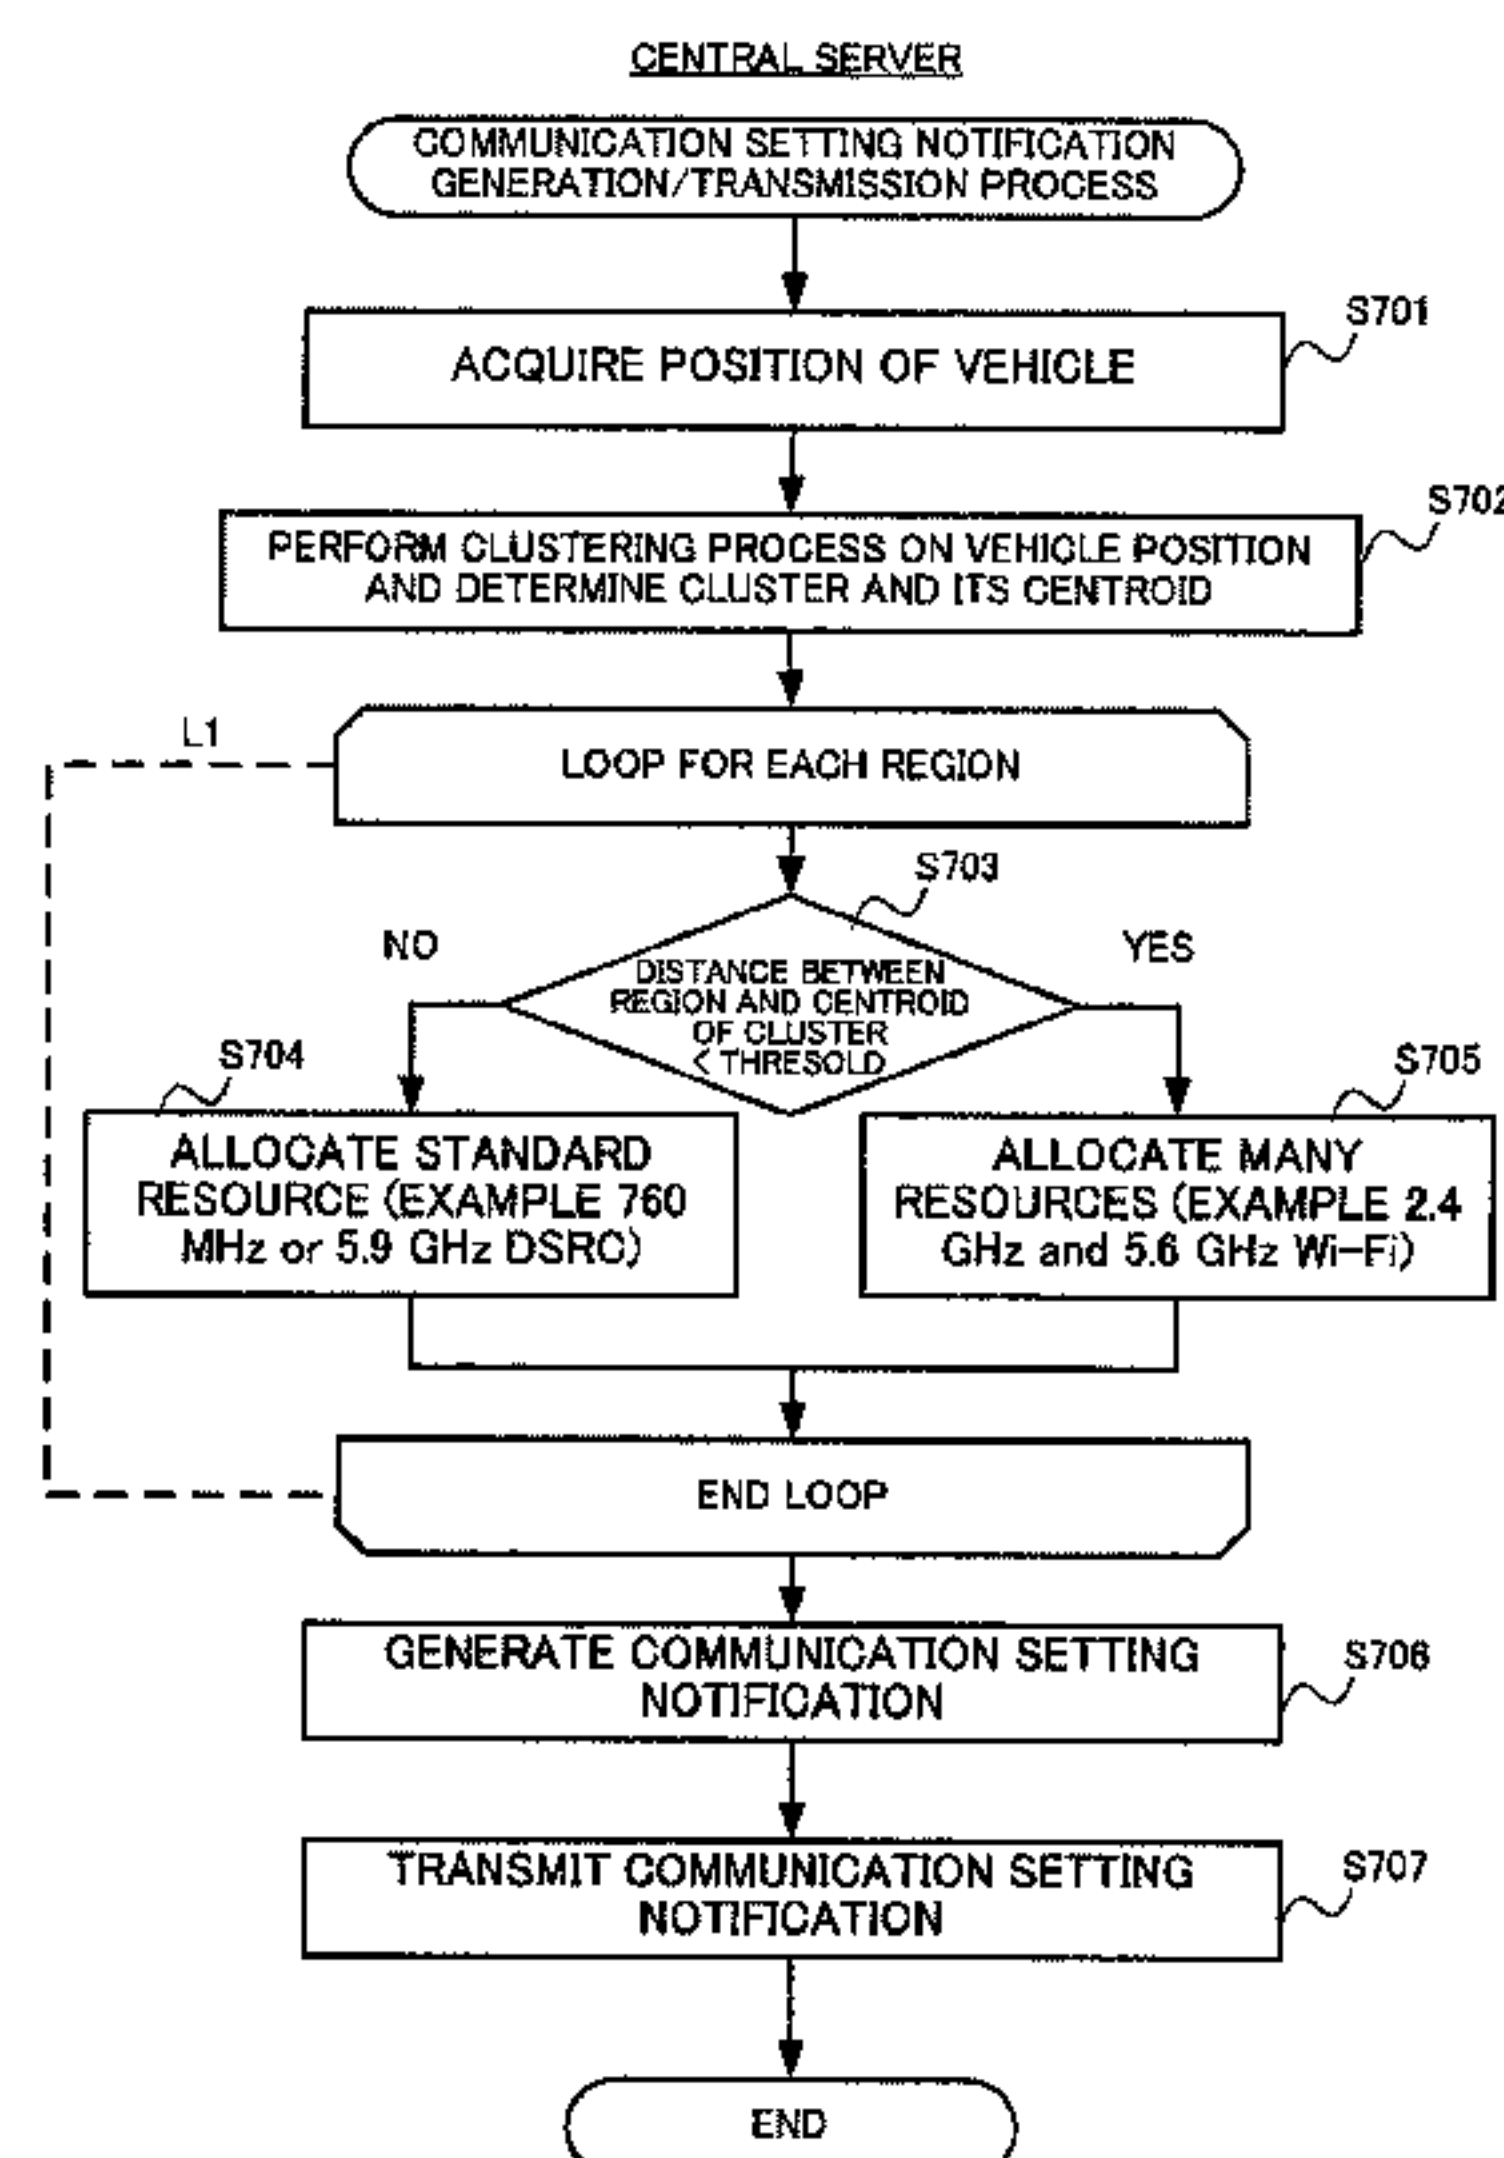 CENTRAL SERVER
COMMUNICATION SETTING NOTIFICATION
GENERATION/TRANSMISSION PROCESS
S701
ACQUIRE POSITION OF VEHICLE
S702
PERFORM CLUSTERING PROCESS ON VEHICLE POSITION
AND DETERMINE CLUSTER AND ITS CENTROID
L1
LOOP FOR EACH REGION
S703
NO
YES
DISTANCE BETWEEN
REGION AND CENTROID
OF CLUSTER
< THRESOLD
S704
S705
ALLOCATE STANDARD
RESOURCE (EXAMPLE 760
MHz or 5.9 GHz DSRC)
ALLOCATE MANY
RESOURCES (EXAMPLE 2.4
GHz and 5.6 GHz Wi-Fi)
END LOOP
S706
GENERATE COMMUNICATION SETTING
NOTIFICATION
S707
TRANSMIT COMMUNICATION SETTING
NOTIFICATION
END